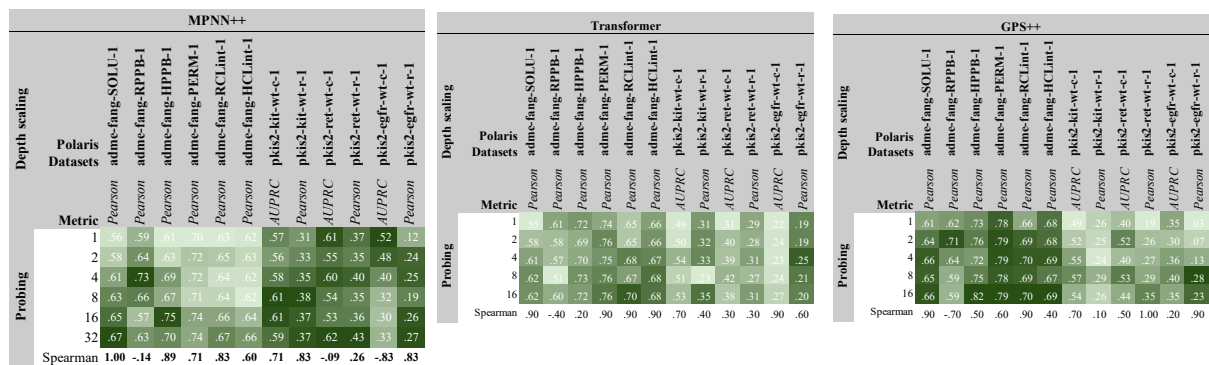 MPNN++
Depth scaling
Polaris
Datasets
adme-fang-SOLU-1
adme-fang-RPPB-1
adme-fang-HPPB-1
adme-fang-PERM-1
adme-fang-RCLint-1
adme-fang-HCLint-1
pkis2-kit-wt-c-1
pkis2-kit-wt-r-1
pkis2-ret-wt-c-1
pkis2-ret-wt-r-1
pkis2-egfr-wt-c-1
pkis2-egfr-wt-r-1
Metric Pearson Pearson Pearson Pearson Pearson Pearson AUPRC Pearson AUPRC Pearson AUPRC Pearson
Probing
1 .56 .59 .61 .70 .63 .62 .57 .31 .61 .37 .52 .12
2 .58 .64 .63 .72 .65 .63 .56 .33 .55 .35 .48 .24
4 .61 .73 .69 .72 .64 .62 .58 .35 .60 .40 .40 .25
8 .63 .66 .67 .71 .64 .62 .61 .38 .54 .35 .32 .19
16 .65 .57 .75 .74 .66 .64 .61 .37 .53 .36 .30 .26
32 .67 .63 .70 .74 .67 .66 .59 .37 .62 .43 .33 .27
Spearman 1.00 -.14 .89 .71 .83 .60 .71 .83 -.09 .26 -.83 .83
Transformer
Depth scaling
Polaris
Datasets
adme-fang-SOLU-1
adme-fang-RPPB-1
adme-fang-HPPB-1
adme-fang-PERM-1
adme-fang-RCLint-1
adme-fang-HCLint-1
pkis2-kit-wt-c-1
pkis2-kit-wt-r-1
pkis2-ret-wt-c-1
pkis2-ret-wt-r-1
pkis2-egfr-wt-c-1
pkis2-egfr-wt-r-1
Metric Pearson Pearson Pearson Pearson Pearson Pearson AUPRC Pearson AUPRC Pearson AUPRC Pearson
Probing
1 .55 .61 .72 .74 .65 .66 .49 .31 .31 .29 .22 .19
2 .58 .58 .69 .76 .65 .66 .50 .32 .40 .28 .24 .19
4 .61 .57 .70 .75 .68 .67 .54 .33 .39 .31 .23 .25
8 .62 .31 .71 .76 .68 .68 .51 .23 .42 .27 .24 .21
16 .62 .60 .72 .76 .70 .68 .53 .35 .38 .31 .27 .20
Spearman .90 -.40 .20 .90 .90 .90 .70 .40 .30 .30 .90 .60
GPS++
Depth scaling
Polaris
Datasets
adme-fang-SOLU-1
adme-fang-RPPB-1
adme-fang-HPPB-1
adme-fang-PERM-1
adme-fang-RCLint-1
adme-fang-HCLint-1
pkis2-kit-wt-c-1
pkis2-kit-wt-r-1
pkis2-ret-wt-c-1
pkis2-ret-wt-r-1
pkis2-egfr-wt-c-1
pkis2-egfr-wt-r-1
Metric Pearson Pearson Pearson Pearson Pearson Pearson AUPRC Pearson AUPRC Pearson AUPRC Pearson
Probing
1 .61 .62 .73 .78 .66 .68 .49 .26 .40 .19 .35 .03
2 .64 .71 .76 .79 .69 .68 .52 .25 .52 .26 .30 .07
4 .66 .64 .72 .79 .70 .69 .55 .24 .40 .27 .36 .13
8 .65 .59 .75 .78 .69 .68 .57 .29 .53 .29 .40 .28
16 .66 .59 .82 .79 .70 .69 .54 .26 .44 .35 .35 .23
Spearman .90 -.70 .50 .60 .90 .40 .70 .10 .50 1.00 .20 .90